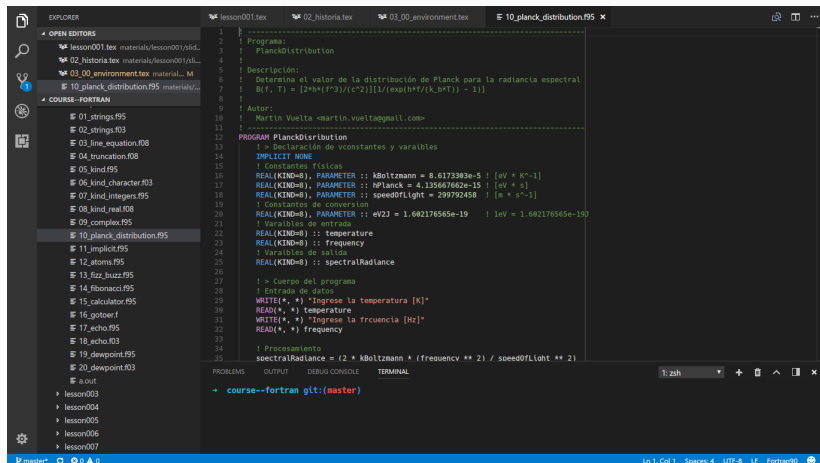 EXPLORER
OPEN EDITORS
lesson001.tex materials/lesson001/slid...
02_historia.tex materials/lesson001/sli...
03_00_environment.tex material... M
10_planck_distribution.f95 materials/...
COURSE--FORTRAN
01_strings.f95
02_strings.f03
03_line_equation.f08
04_truncation.f08
05_kind.f95
06_kind_character.f03
07_kind_integers.f95
08_kind_real.f08
09_complex.f95
10_planck_distribution.f95
11_implicit.f95
12_atoms.f95
13_fizz_buzz.f95
14_fibonacci.f95
15_calculator.f95
16_gotoer.f
17_echo.f95
18_echo.f03
19_dewpoint.f95
20_dewpoint.f03
a.out
lesson003
lesson004
lesson005
lesson006
lesson007
lesson001.tex 02_historia.tex 03_00_environment.tex 10_planck_distribution.f95
1 ! ------------------------------------------------------------------------------
2 ! Programa:
3 !   PlanckDistribution
4 !
5 ! Descripción:
6 !   Determina el valor de la distribución de Planck para la radiancia espectral
7 !   B(f, T) = [2*h*(f^3)/(c^2)][1/(exp(h*f/(k_b*T)) - 1)]
8 !
9 ! Autor:
10 !   Martin Vuelta <martin.vuelta@gmail.com>
11 ! ------------------------------------------------------------------------------
12 PROGRAM PlanckDisribution
13 ! > Declaración de vconstantes y varaibles
14 IMPLICIT NONE
15 ! Constantes físicas
16 REAL(KIND=8), PARAMETER :: kBoltzmann = 8.6173303e-5 ! [eV * K^-1]
17 REAL(KIND=8), PARAMETER :: hPlanck = 4.135667662e-15 ! [eV * s]
18 REAL(KIND=8), PARAMETER :: speedOfLight = 299792458 ! [m * s^-1]
19 ! Constantes de conversion
20 REAL(KIND=8), PARAMETER :: eV2J = 1.602176565e-19 ! 1eV = 1.602176565e-19J
21 ! Varaibles de entrada
22 REAL(KIND=8) :: temperature
23 REAL(KIND=8) :: frequency
24 ! Varaibles de salida
25 REAL(KIND=8) :: spectralRadiance
26
27 ! > Cuerpo del programa
28 ! Entrada de datos
29 WRITE(*, *) "Ingrese la temperatura [K]"
30 READ(*, *) temperature
31 WRITE(*, *) "Ingrese la frcuencia [Hz]"
32 READ(*, *) frequency
33
34 ! Procesamiento
35 spectralRadiance = (2 * kBoltzmann * (frequency ** 2) / speedOfLight ** 2)
PROBLEMS OUTPUT DEBUG CONSOLE TERMINAL 1: zsh
→ course--fortran git:(master)
master* 0 0 Ln 1, Col 1 Spaces: 4 UTF-8 LF Fortran90